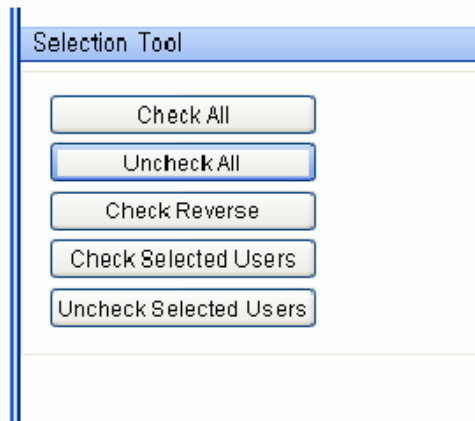 Selection Tool
Check All
Uncheck All
Check Reverse
Check Selected Users
Uncheck Selected Users